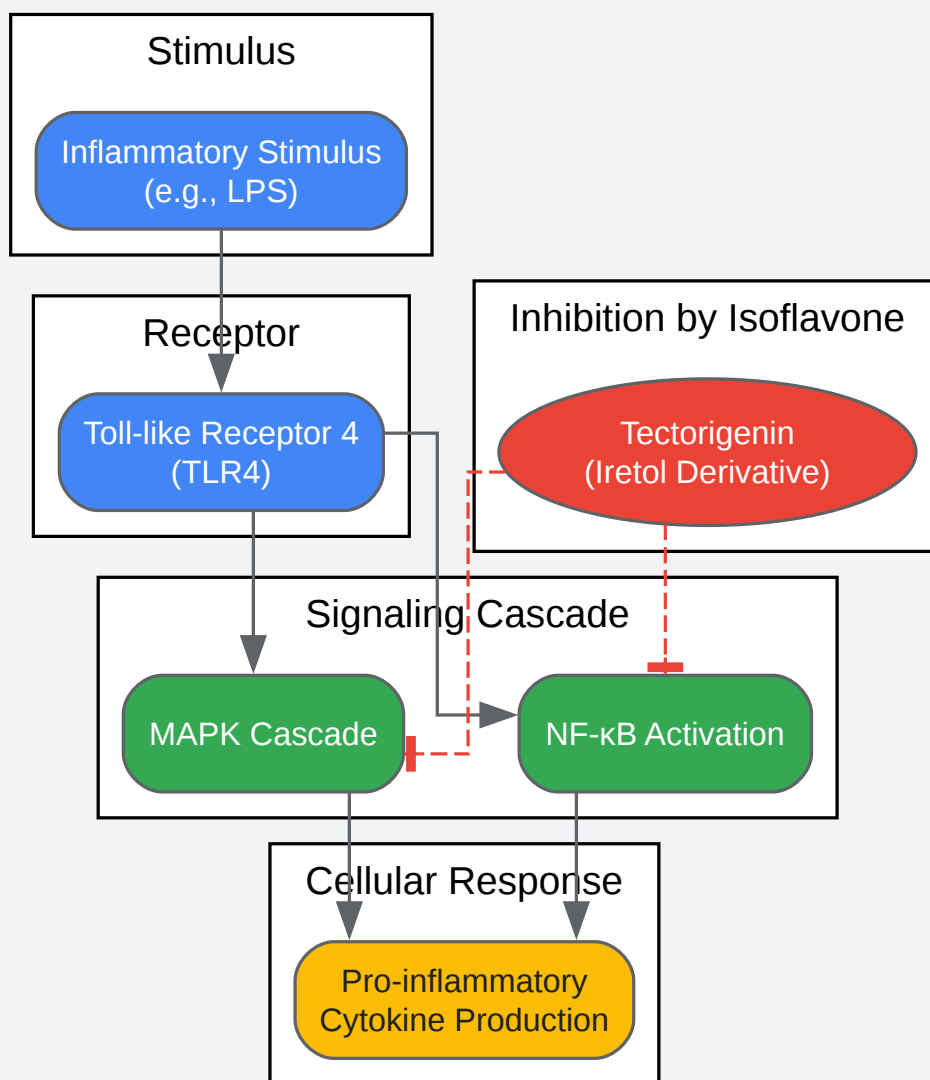 Stimulus
Inflammatory Stimulus
(e.g., LPS)
Receptor
Toll-like Receptor 4
(TLR4)
Inhibition by Isoflavone
Tectorigenin
(Iretol Derivative)
Signaling Cascade
MAPK Cascade
NF-κB Activation
Cellular Response
Pro-inflammatory
Cytokine Production